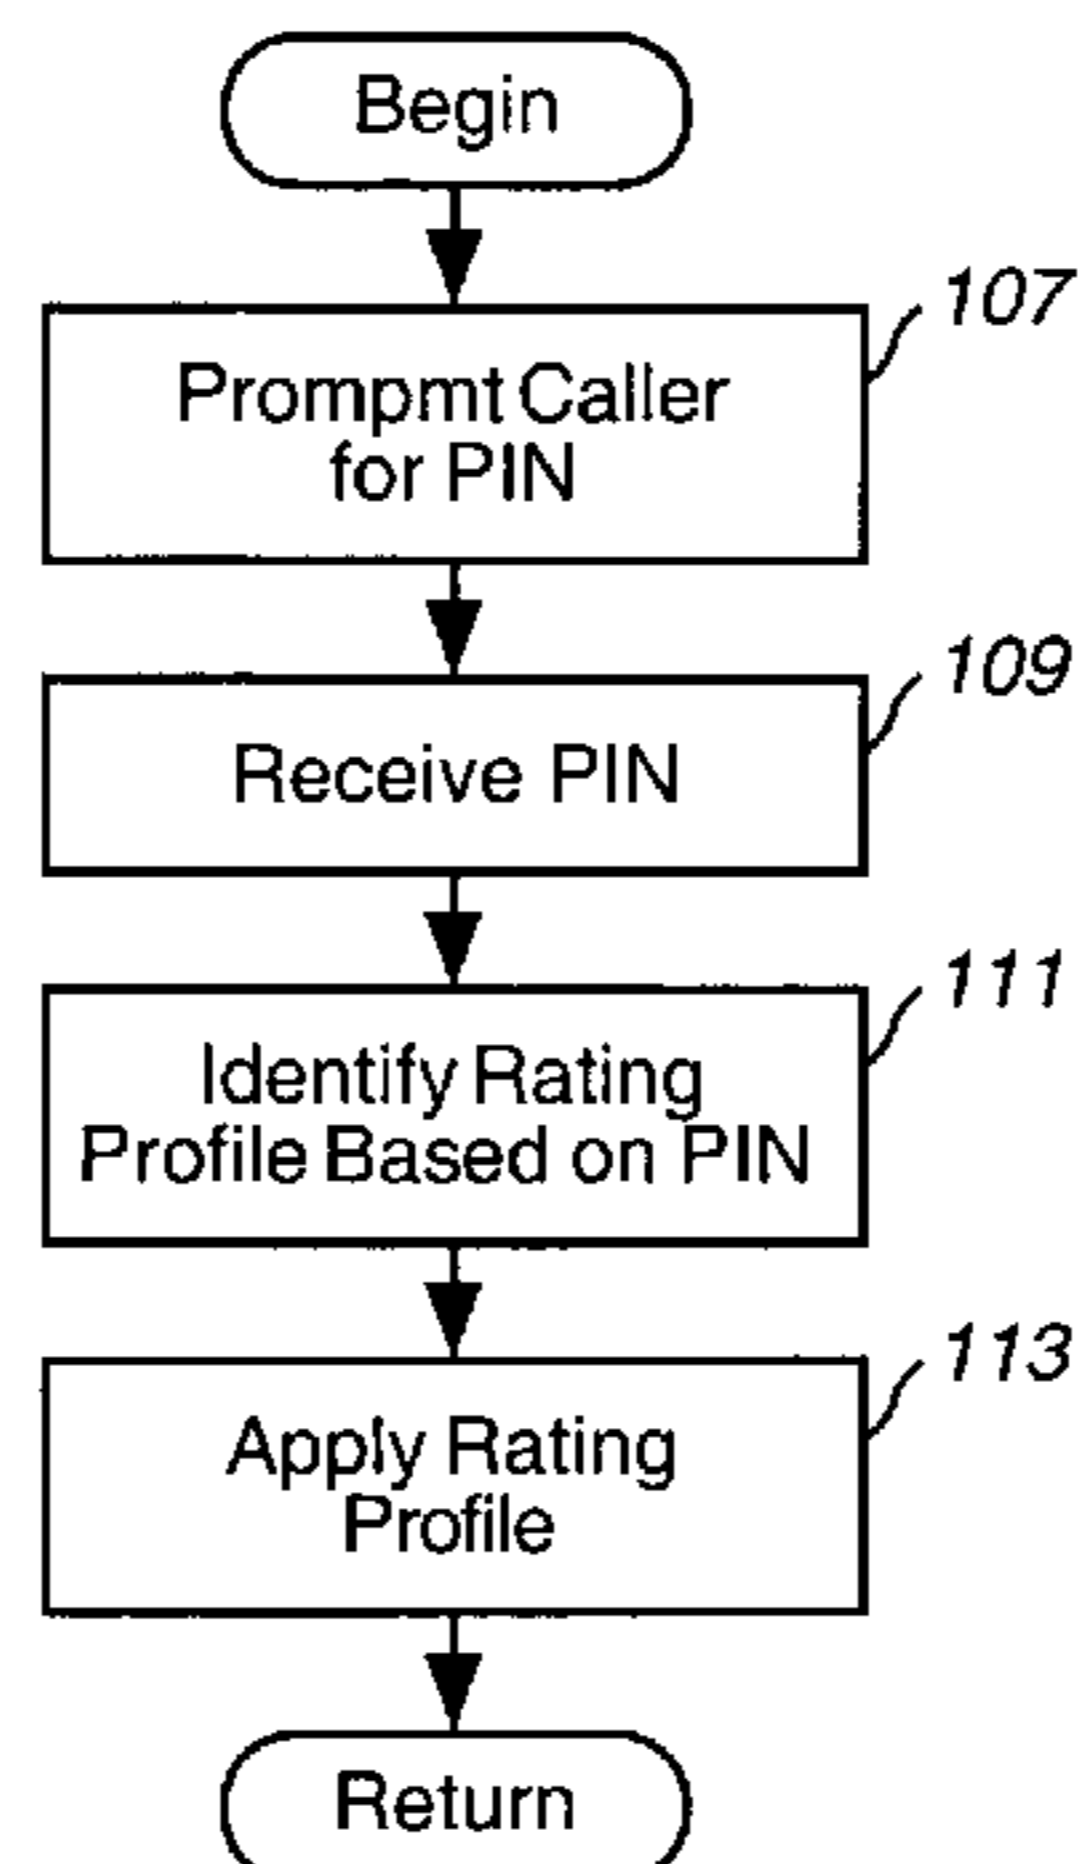 Begin
107
Prompmt Caller
for PIN
109
Receive PIN
111
Identify Rating
Profile Based on PIN
113
Apply Rating
Profile
Return